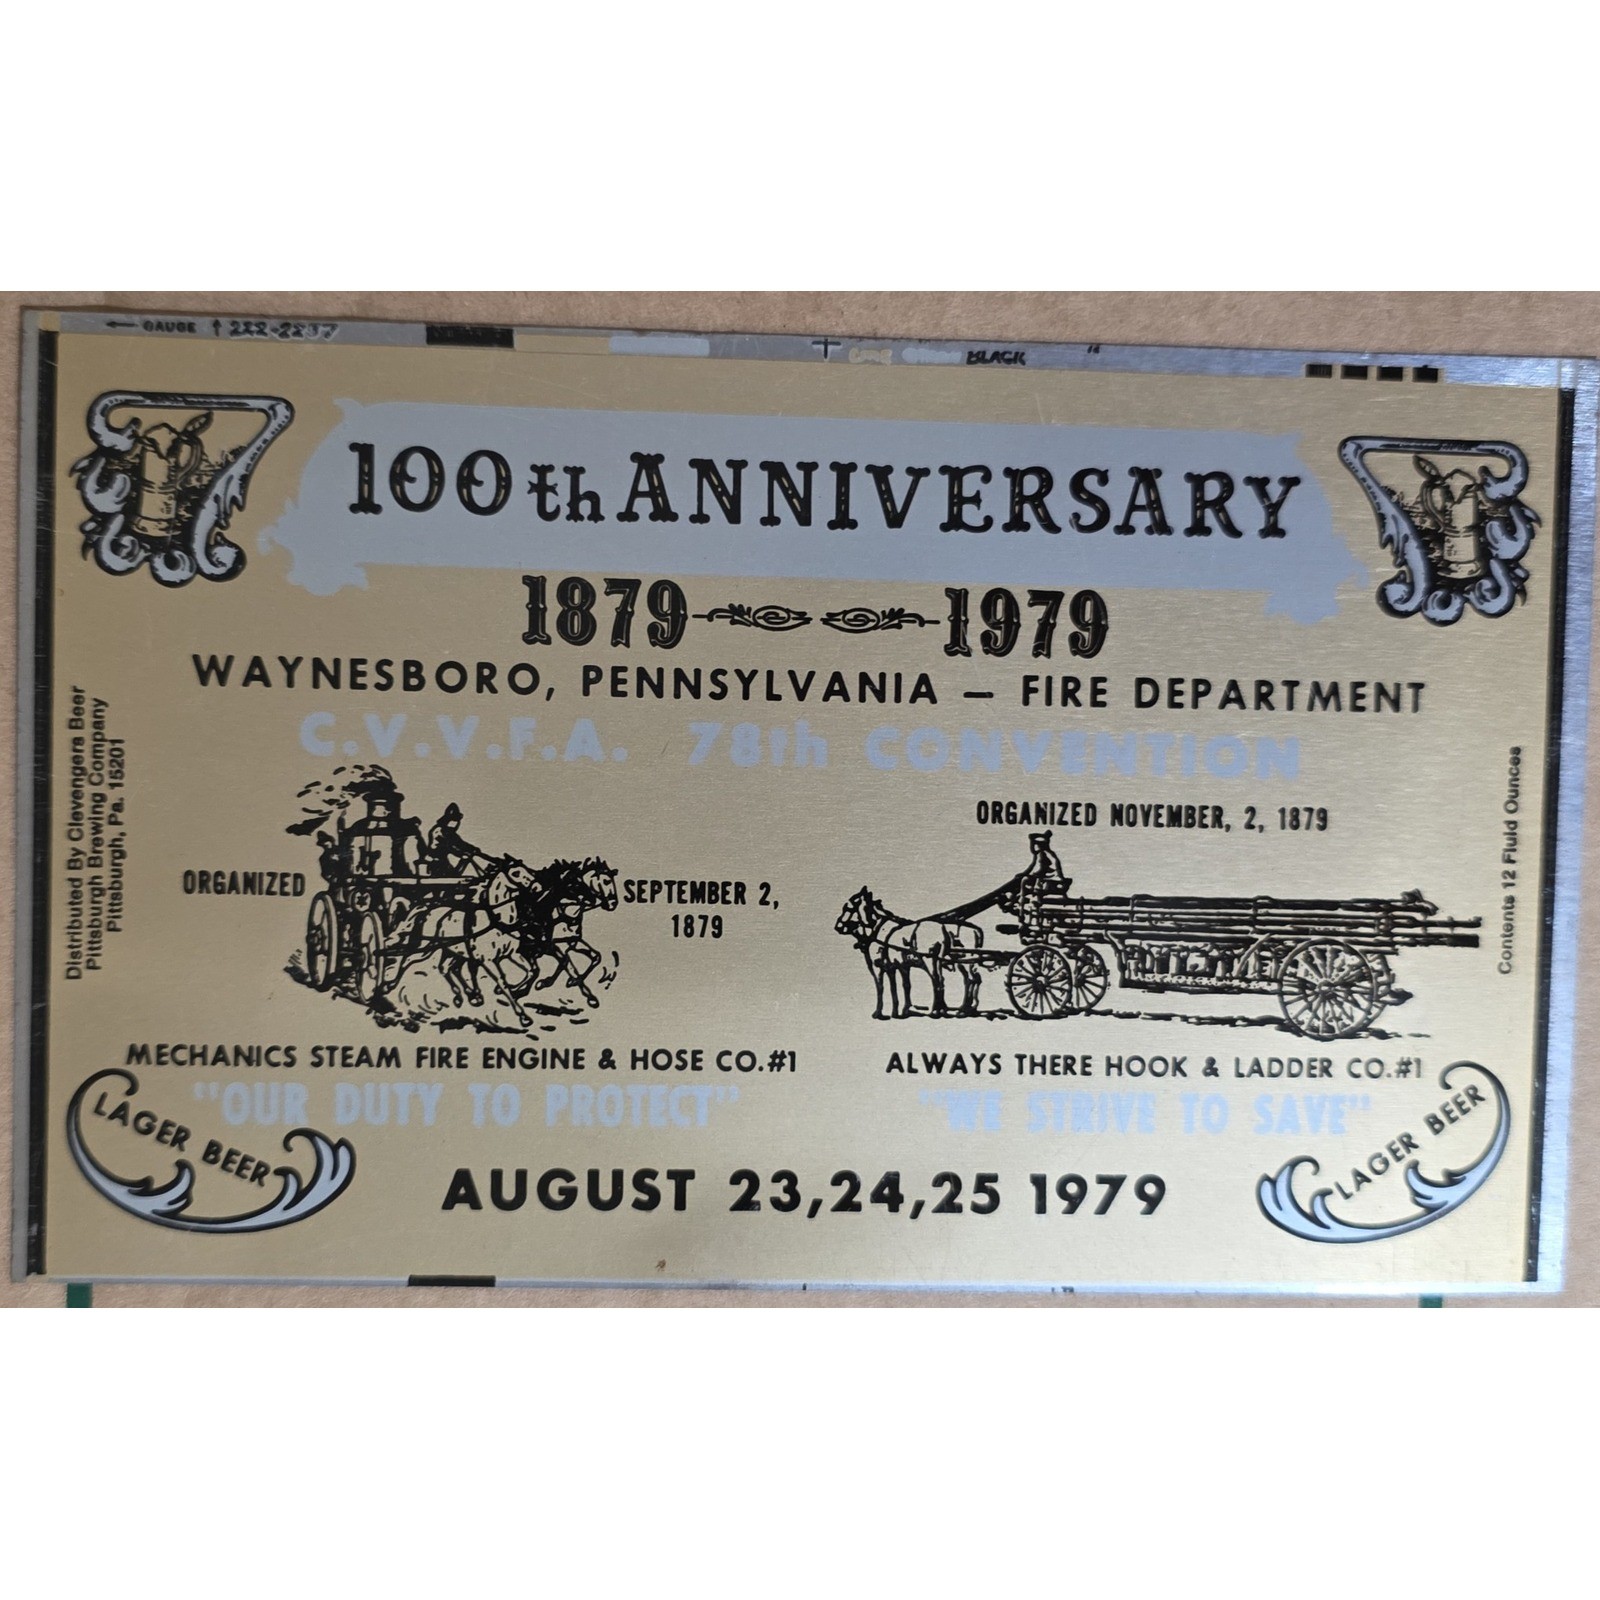 ← GAUGE ↑ 222-2237
BLACK
100th ANNIVERSARY
1879 1979
WAYNESBORO, PENNSYLVANIA — FIRE DEPARTMENT
C.V.V.F.A. 78th CONVENTION
Distributed By Clevengers Beer
Pittsburgh Brewing Company
Pittsburgh, Pa. 15201
ORGANIZED SEPTEMBER 2,
1879
ORGANIZED NOVEMBER, 2, 1879
Contents 12 Fluid Ounces
MECHANICS STEAM FIRE ENGINE & HOSE CO.#1
"OUR DUTY TO PROTECT"
ALWAYS THERE HOOK & LADDER CO.#1
"WE STRIVE TO SAVE"
LAGER BEER
LAGER BEER
AUGUST 23,24,25 1979